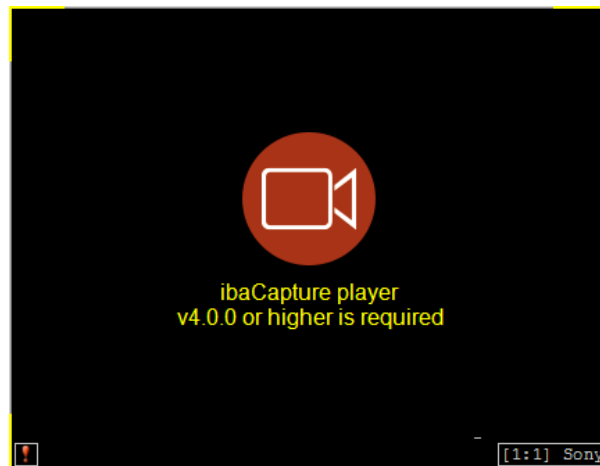 ibaCapture player
v4.0.0 or higher is required
[1:1] Sony